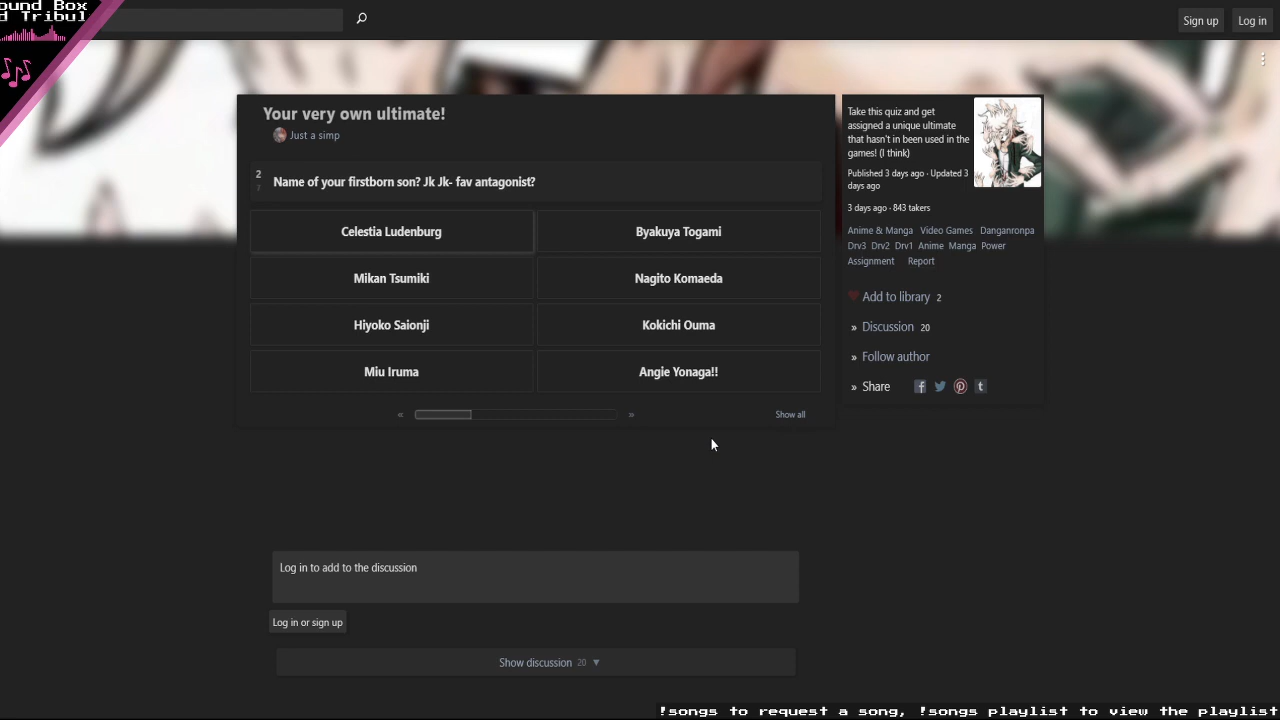 ound Box
d Tribul
Sign up
Log in
Your very own ultimate!
Just a simp
2
Name of your firstborn son? Jk Jk- fav antagonist?
Celestia Ludenburg
Byakuya Togami
Mikan Tsumiki
Nagito Komaeda
Hiyoko Saionji
Kokichi Ouma
Miu Iruma
Angie Yonaga!!
«
»
Show all
Take this quiz and get
assigned a unique ultimate
that hasn't in been used in the
games! (I think)
Published 3 days ago · Updated 3
days ago
3 days ago · 843 takers
Anime & Manga Video Games Danganronpa
Drv3 Drv2 Drv1 Anime Manga Power
Assignment Report
Add to library 2
» Discussion 20
» Follow author
» Share
Log in to add to the discussion
Log in or sign up
Show discussion 20 ▼
!songs to request a song, !songs playlist to view the playlist